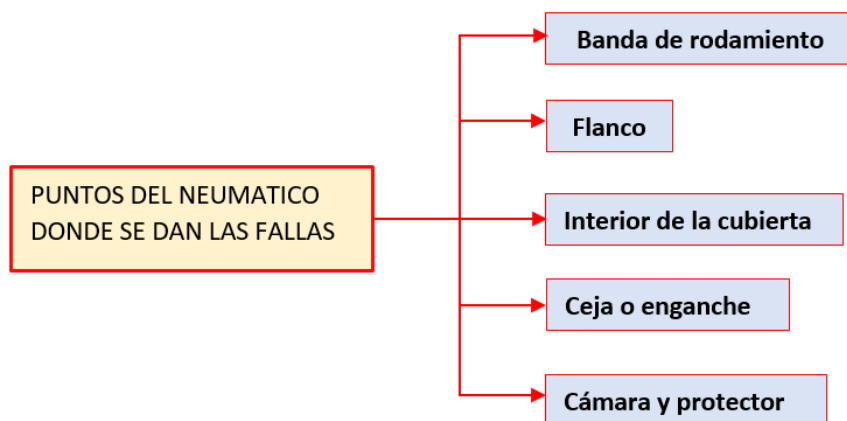 PUNTOS DEL NEUMATICO
DONDE SE DAN LAS FALLAS
Banda de rodamiento
Flanco
Interior de la cubierta
Ceja o enganche
Cámara y protector